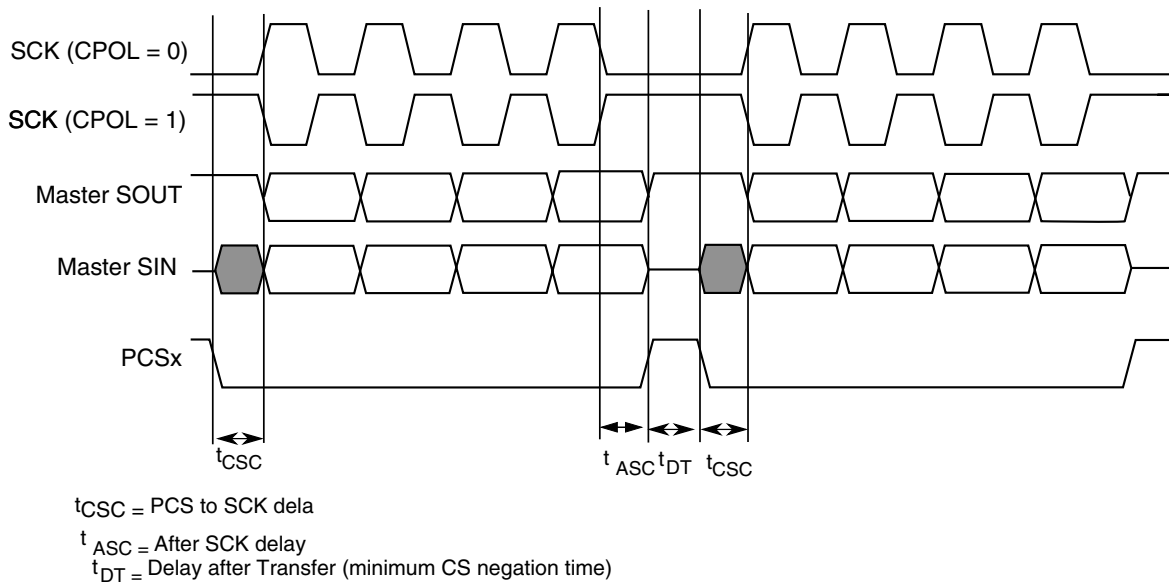 SCK (CPOL = 0)
SCK (CPOL = 1)
Master SOUT
Master SIN
PCSx
tCSC
t ASC
tDT
tCSC
tCSC = PCS to SCK dela
t ASC = After SCK delay
tDT = Delay after Transfer (minimum CS negation time)